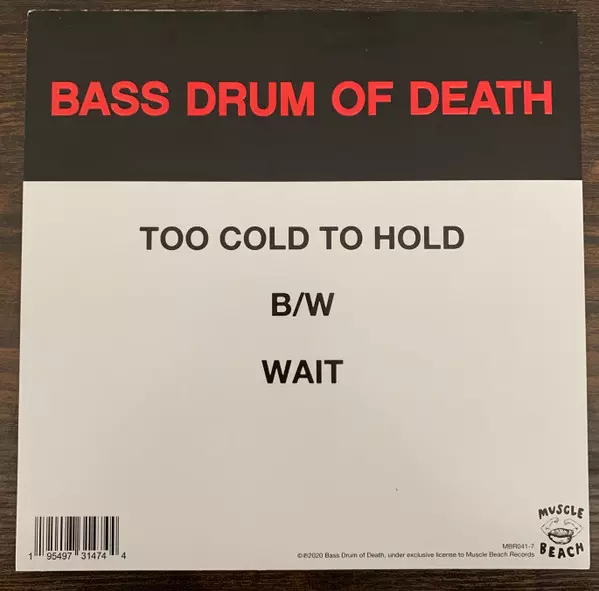 BASS DRUM OF DEATH
TOO COLD TO HOLD
B/W
WAIT
MUSCLE
BEACH
MBR041-7
©℗2020 Bass Drum of Death, under exclusive license to Muscle Beach Records
1 95497 31474 4